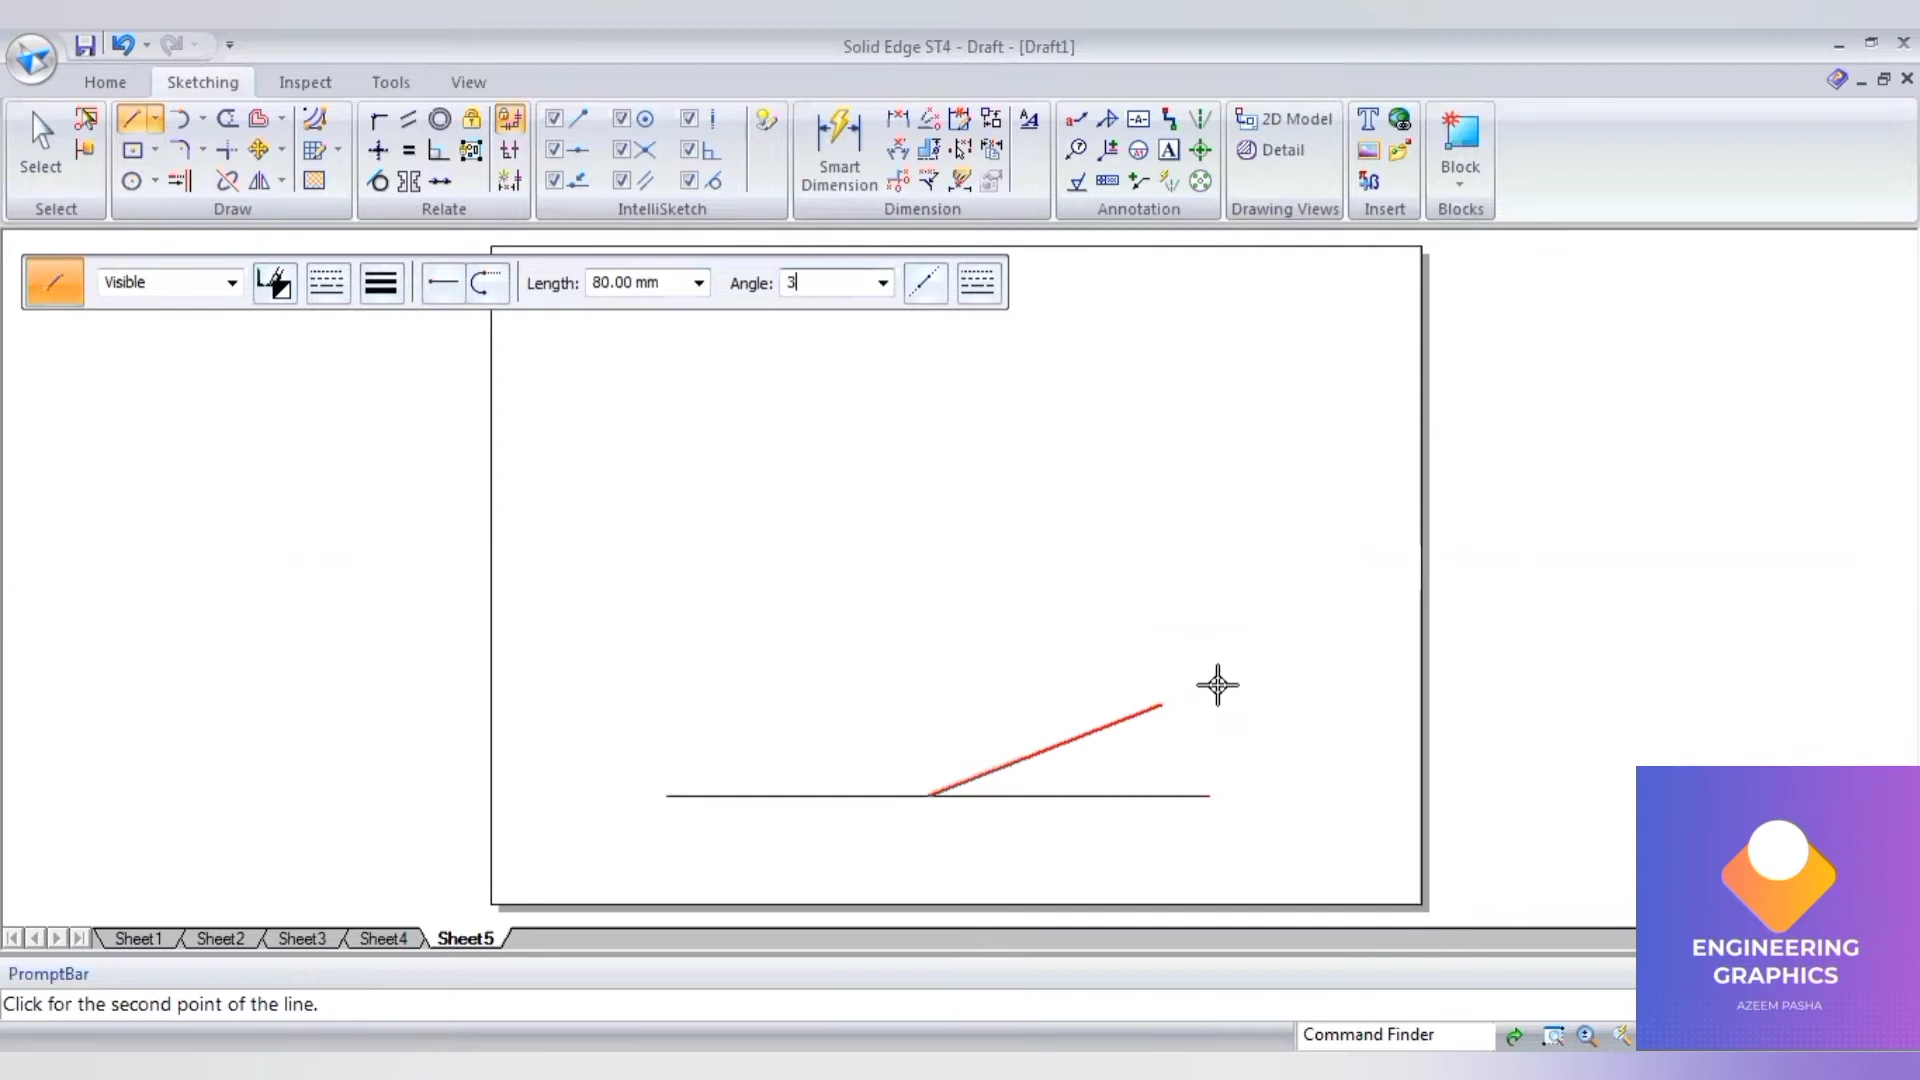 Solid Edge ST4 - Draft - [Draft1]
Home Sketching Inspect Tools View
Select
Smart
Dimension
-A-
A1
A
T
2D Model
Detail
Block
Select Draw Relate IntelliSketch Dimension Annotation Drawing Views Insert Blocks
Visible Length: 80.00 mm Angle: 3
Sheet1 Sheet2 Sheet3 Sheet4 Sheet5
PromptBar
Click for the second point of the line.
Command Finder
ENGINEERING
GRAPHICS
AZEEM PASHA